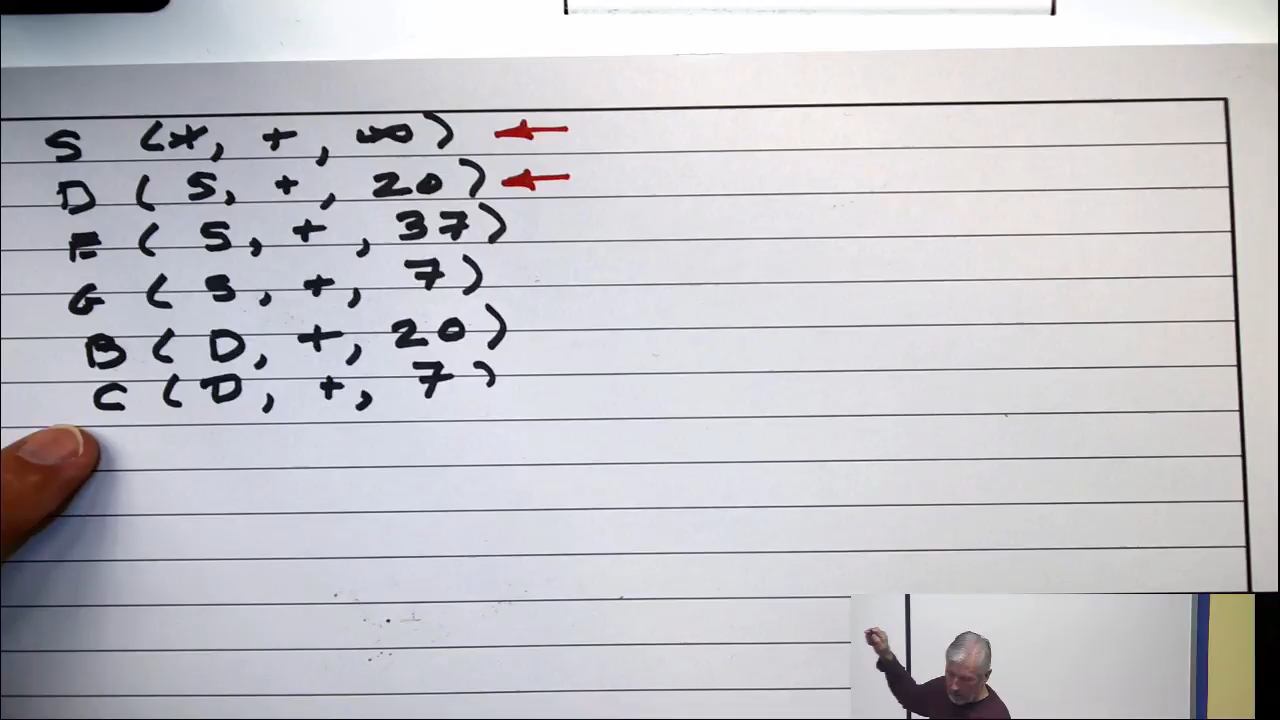 S (*, +, ∞)
D (S, +, 20)
E (S, +, 37)
G (S, +, 7)
B (D, +, 20)
C (D, +, 7)